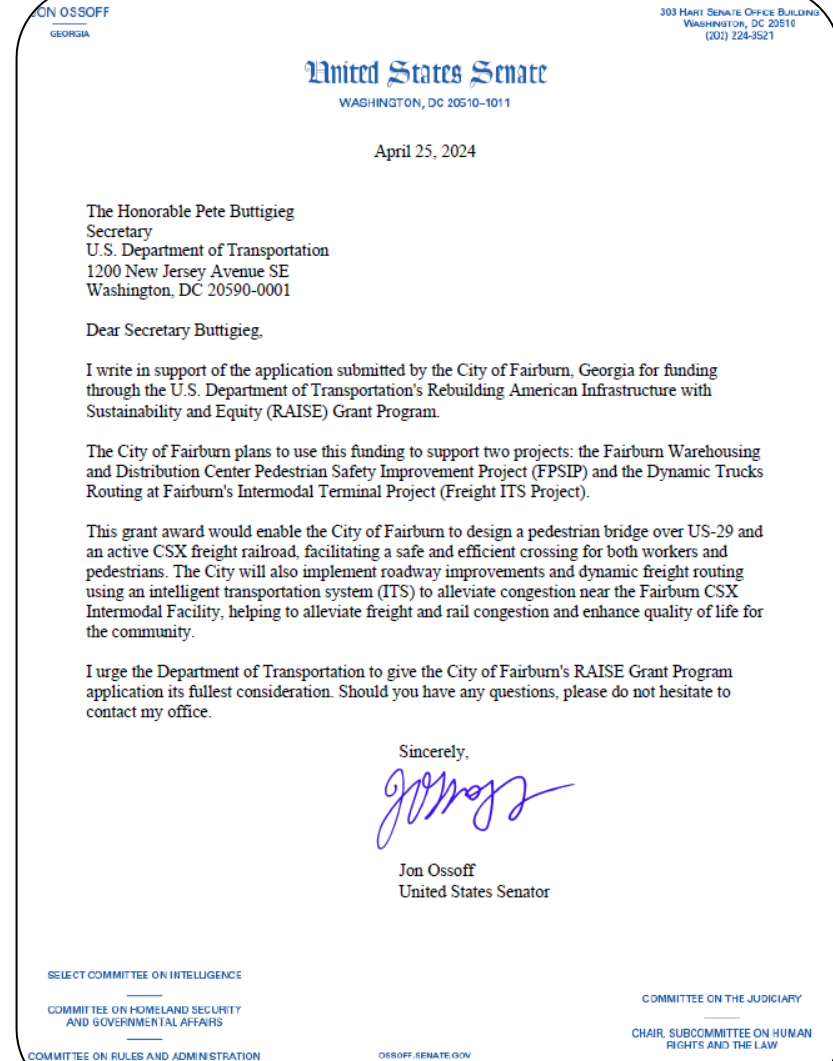 JON OSSOFF
GEORGIA
303 HART SENATE OFFICE BUILDING
WASHINGTON, DC 20510
(202) 224-3521
United States Senate
WASHINGTON, DC 20510–1011
April 25, 2024
The Honorable Pete Buttigieg
Secretary
U.S. Department of Transportation
1200 New Jersey Avenue SE
Washington, DC 20590-0001
Dear Secretary Buttigieg,
I write in support of the application submitted by the City of Fairburn, Georgia for funding
through the U.S. Department of Transportation's Rebuilding American Infrastructure with
Sustainability and Equity (RAISE) Grant Program.
The City of Fairburn plans to use this funding to support two projects: the Fairburn Warehousing
and Distribution Center Pedestrian Safety Improvement Project (FPSIP) and the Dynamic Trucks
Routing at Fairburn's Intermodal Terminal Project (Freight ITS Project).
This grant award would enable the City of Fairburn to design a pedestrian bridge over US-29 and
an active CSX freight railroad, facilitating a safe and efficient crossing for both workers and
pedestrians. The City will also implement roadway improvements and dynamic freight routing
using an intelligent transportation system (ITS) to alleviate congestion near the Fairburn CSX
Intermodal Facility, helping to alleviate freight and rail congestion and enhance quality of life for
the community.
I urge the Department of Transportation to give the City of Fairburn's RAISE Grant Program
application its fullest consideration. Should you have any questions, please do not hesitate to
contact my office.
Sincerely,
Jon Ossoff
United States Senator
SELECT COMMITTEE ON INTELLIGENCE
COMMITTEE ON HOMELAND SECURITY
AND GOVERNMENTAL AFFAIRS
COMMITTEE ON RULES AND ADMINISTRATION
OSSOFF.SENATE.GOV
COMMITTEE ON THE JUDICIARY
CHAIR, SUBCOMMITTEE ON HUMAN
RIGHTS AND THE LAW